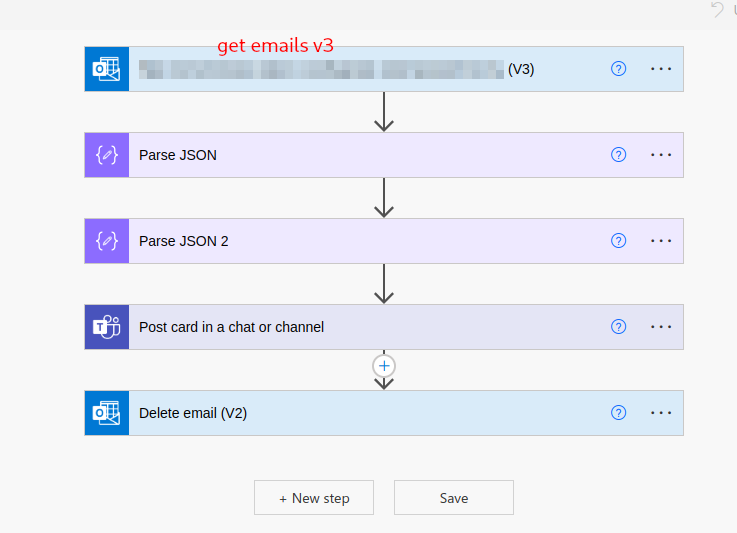 get emails v3
(V3)
Parse JSON
Parse JSON 2
Post card in a chat or channel
Delete email (V2)
+ New step
Save